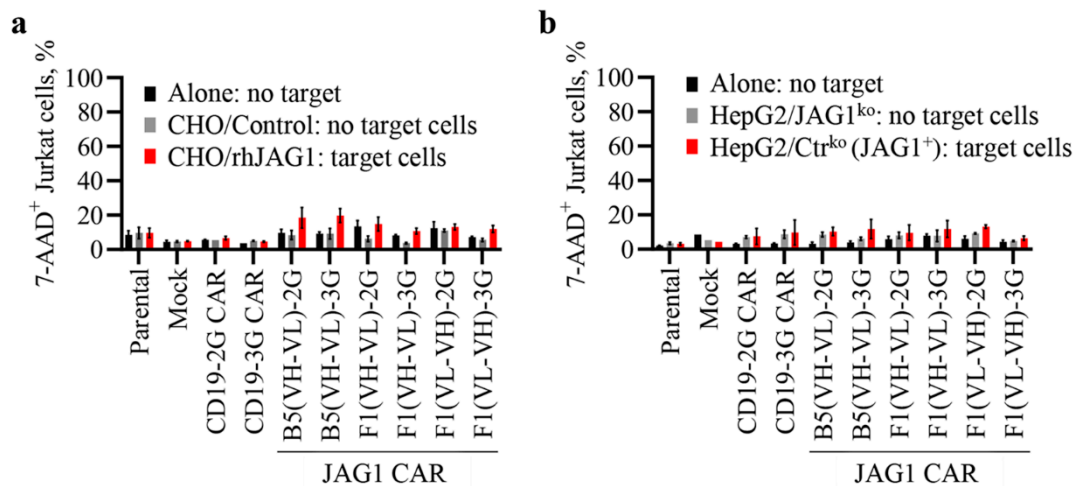 a
7-AAD⁺ Jurkat cells, %
100
80
60
40
20
0
Alone: no target
CHO/Control: no target cells
CHO/rhJAG1: target cells
Parental
Mock
CD19-2G CAR
CD19-3G CAR
B5(VH-VL)-2G
B5(VH-VL)-3G
F1(VH-VL)-2G
F1(VH-VL)-3G
F1(VL-VH)-2G
F1(VL-VH)-3G
JAG1 CAR
b
7-AAD⁺ Jurkat cells, %
100
80
60
40
20
0
Alone: no target
HepG2/JAG1ᵏᵒ: no target cells
HepG2/Ctrᵏᵒ (JAG1⁺): target cells
Parental
Mock
CD19-2G CAR
CD19-3G CAR
B5(VH-VL)-2G
B5(VH-VL)-3G
F1(VH-VL)-2G
F1(VH-VL)-3G
F1(VL-VH)-2G
F1(VL-VH)-3G
JAG1 CAR